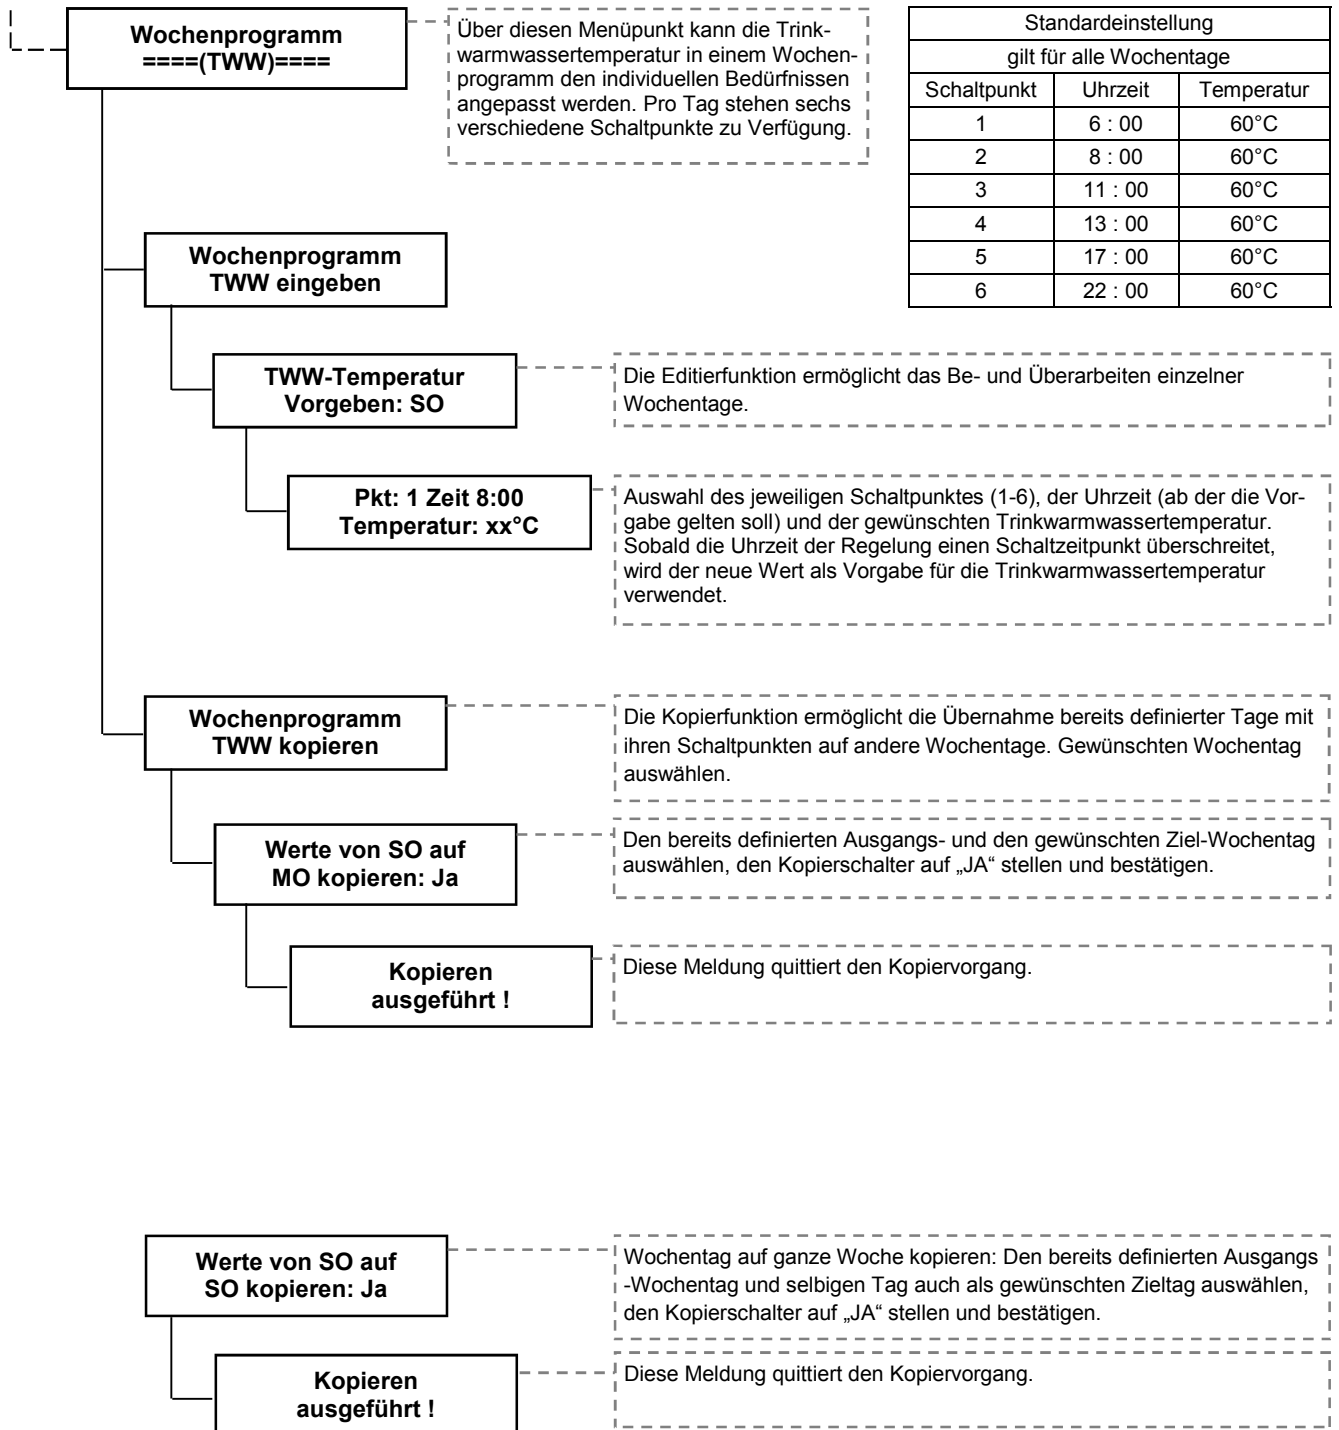 Wochenprogramm
====(TWW)====
Über diesen Menüpunkt kann die Trink-
warmwassertemperatur in einem Wochen-
programm den individuellen Bedürfnissen
angepasst werden. Pro Tag stehen sechs
verschiedene Schaltpunkte zu Verfügung.
Standardeinstellung
gilt für alle Wochentage
Schaltpunkt Uhrzeit Temperatur
1 6 : 00 60°C
2 8 : 00 60°C
3 11 : 00 60°C
4 13 : 00 60°C
5 17 : 00 60°C
6 22 : 00 60°C
Wochenprogramm
TWW eingeben
TWW-Temperatur
Vorgeben: SO
Die Editierfunktion ermöglicht das Be- und Überarbeiten einzelner
Wochentage.
Pkt: 1 Zeit 8:00
Temperatur: xx°C
Auswahl des jeweiligen Schaltpunktes (1-6), der Uhrzeit (ab der die Vor-
gabe gelten soll) und der gewünschten Trinkwarmwassertemperatur.
Sobald die Uhrzeit der Regelung einen Schaltzeitpunkt überschreitet,
wird der neue Wert als Vorgabe für die Trinkwarmwassertemperatur
verwendet.
Wochenprogramm
TWW kopieren
Die Kopierfunktion ermöglicht die Übernahme bereits definierter Tage mit
ihren Schaltpunkten auf andere Wochentage. Gewünschten Wochentag
auswählen.
Werte von SO auf
MO kopieren: Ja
Den bereits definierten Ausgangs- und den gewünschten Ziel-Wochentag
auswählen, den Kopierschalter auf „JA“ stellen und bestätigen.
Kopieren
ausgeführt !
Diese Meldung quittiert den Kopiervorgang.
Werte von SO auf
SO kopieren: Ja
Wochentag auf ganze Woche kopieren: Den bereits definierten Ausgangs
-Wochentag und selbigen Tag auch als gewünschten Zieltag auswählen,
den Kopierschalter auf „JA“ stellen und bestätigen.
Kopieren
ausgeführt !
Diese Meldung quittiert den Kopiervorgang.